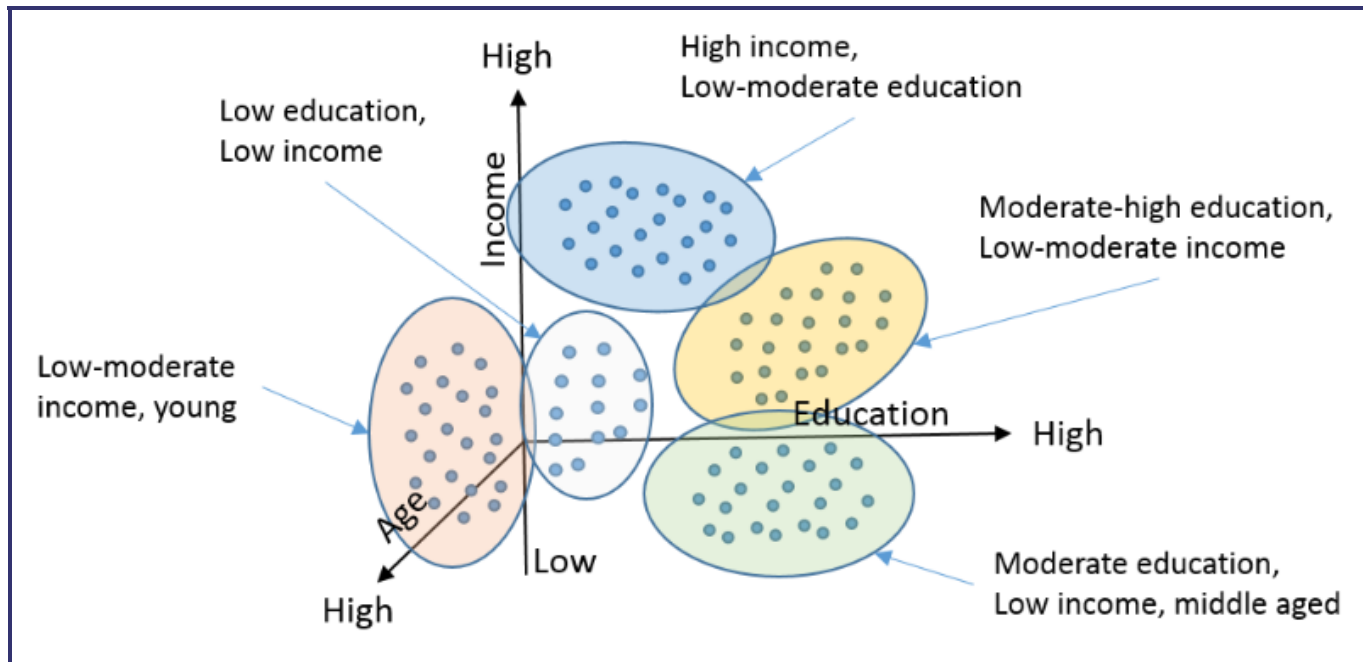 High
High income,
Low-moderate education
Low education,
Low income
Income
Moderate-high education,
Low-moderate income
Low-moderate
income, young
Education
High
Age
Low
High
Moderate education,
Low income, middle aged